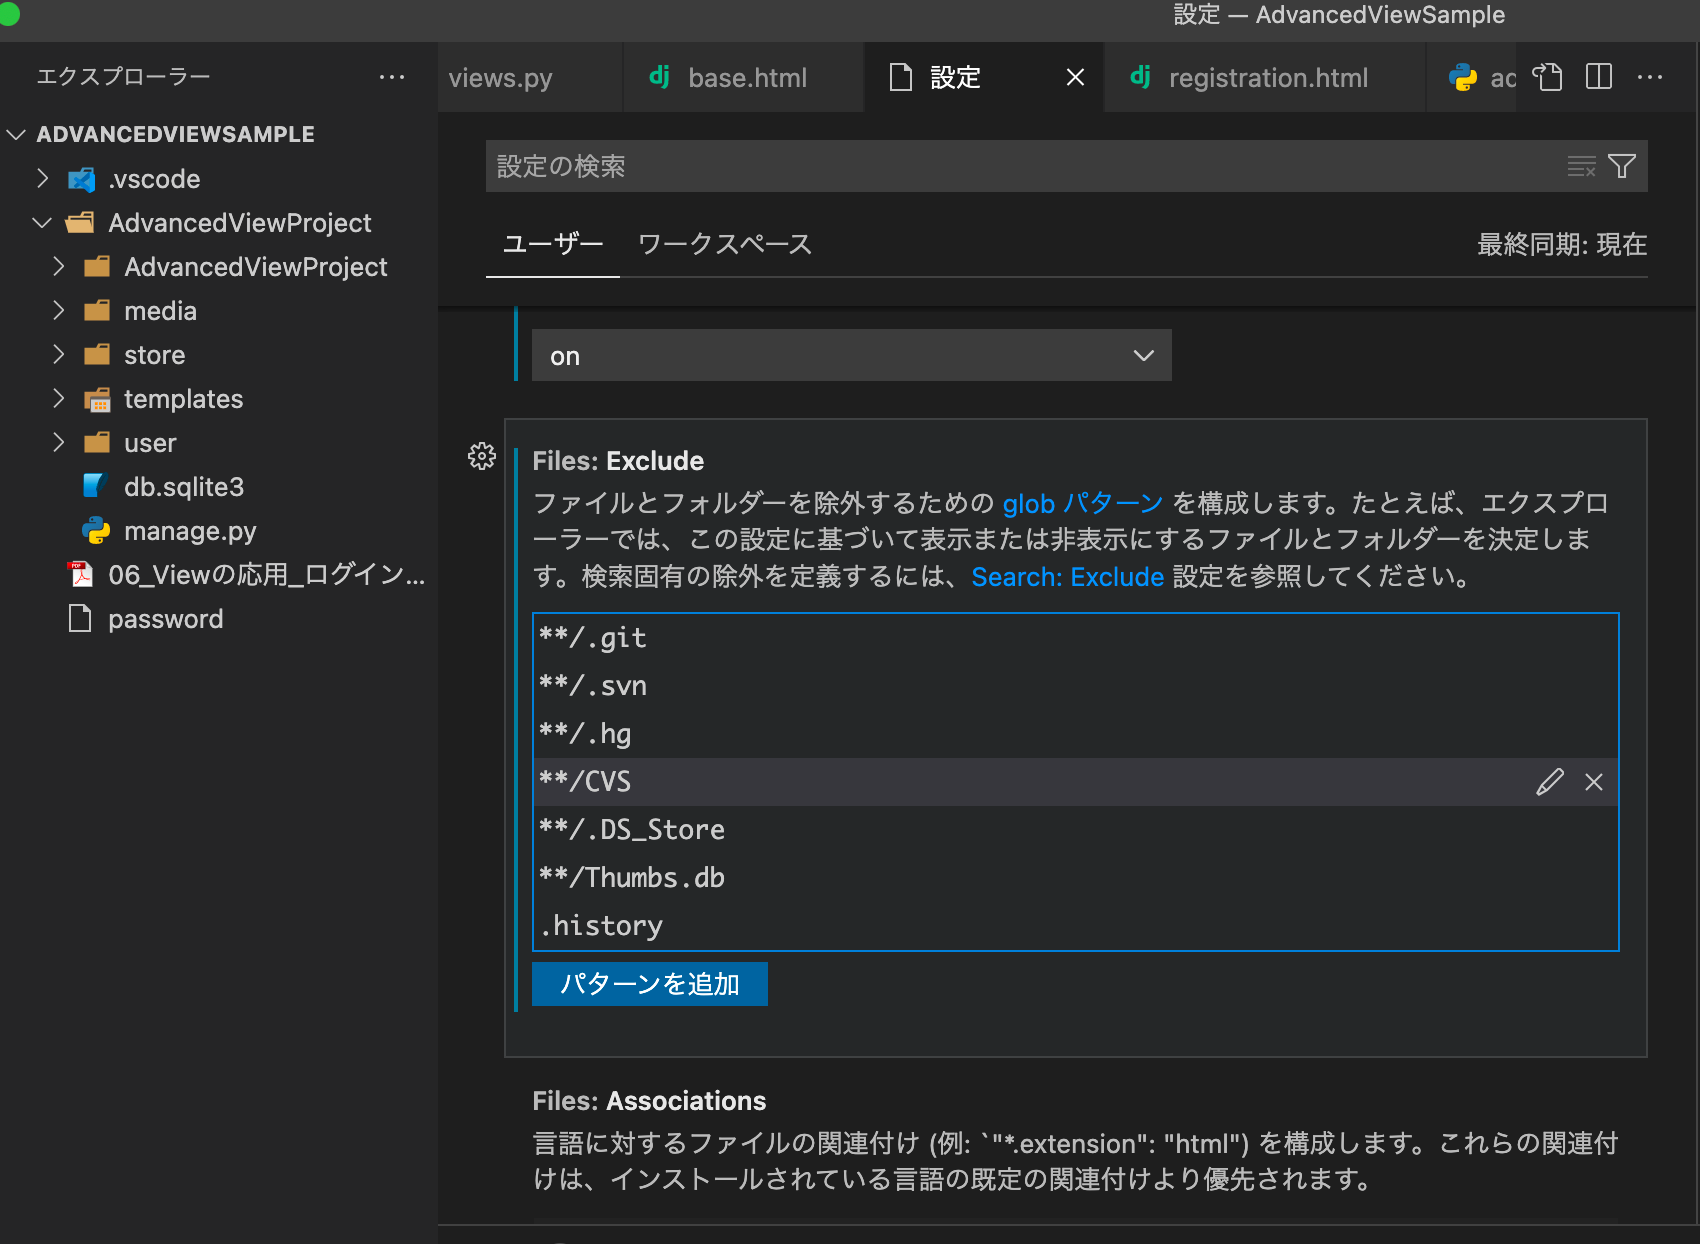 設定 — AdvancedViewSample
エクスプローラー
ADVANCEDVIEWSAMPLE
.vscode
AdvancedViewProject
AdvancedViewProject
media
store
templates
user
db.sqlite3
manage.py
06_Viewの応用_ログイン...
password
views.py
dj base.html
設定
dj registration.html
設定の検索
ユーザー ワークスペース
最終同期: 現在
on
Files: Exclude
ファイルとフォルダーを除外するための glob パターン を構成します。たとえば、エクスプロ
ーラーでは、この設定に基づいて表示または非表示にするファイルとフォルダーを決定しま
す。検索固有の除外を定義するには、Search: Exclude 設定を参照してください。
**/.git
**/.svn
**/.hg
**/CVS
**/.DS_Store
**/Thumbs.db
.history
パターンを追加
Files: Associations
言語に対するファイルの関連付け (例: `"*.extension": "html") を構成します。これらの関連付
けは、インストールされている言語の既定の関連付けより優先されます。